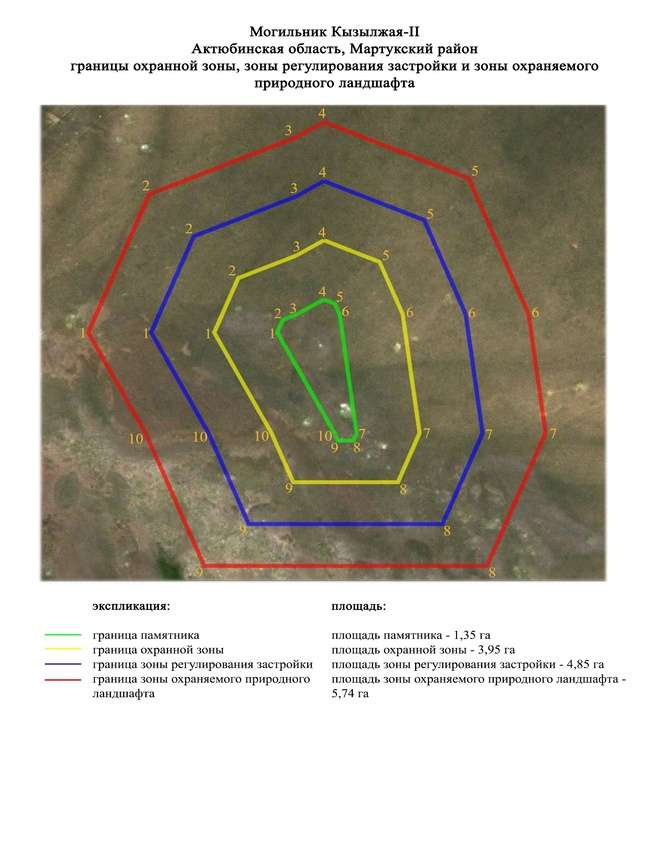 Могильник Кызылжая-II
Актюбинская область, Мартукский район
границы охранной зоны, зоны регулирования застройки и зоны охраняемого
природного ландшафта
4
3
5
2
4
3
2
5
4
3
5
2
4
5
3
2
6
6
6
6
1
1
1
1
10
10
10
10
7
7
7
7
9
8
9
8
9
8
9
8
экспликация:
площадь:
граница памятника
площадь памятника - 1,35 га
граница охранной зоны
площадь охранной зоны - 3,95 га
граница зоны регулирования застройки
площадь зоны регулирования застройки - 4,85 га
граница зоны охраняемого природного
ландшафта
площадь зоны охраняемого природного ландшафта -
5,74 га